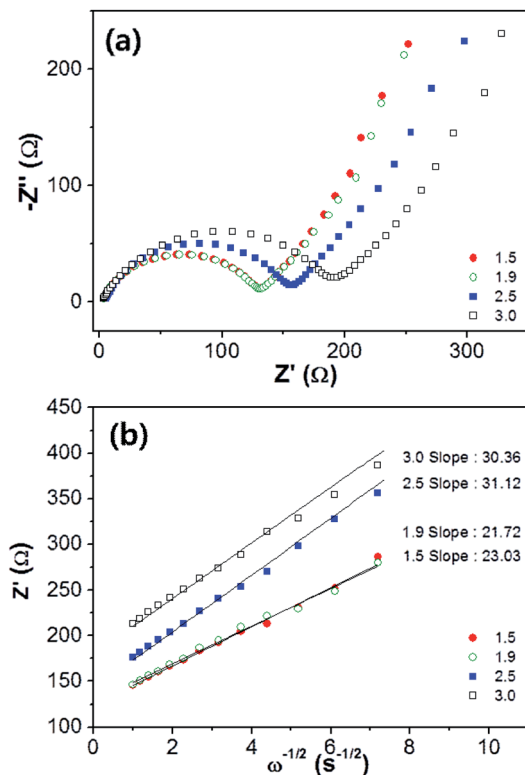 (a)
200
100
0
-Z'' (Ω)
1.5
1.9
2.5
3.0
0 100 200 300
Z' (Ω)
(b)
450
400
350
300
250
200
150
100
Z' (Ω)
3.0 Slope : 30.36
2.5 Slope : 31.12
1.9 Slope : 21.72
1.5 Slope : 23.03
1.5
1.9
2.5
3.0
0 2 4 6 8 10
ω⁻¹/² (s⁻¹/²)